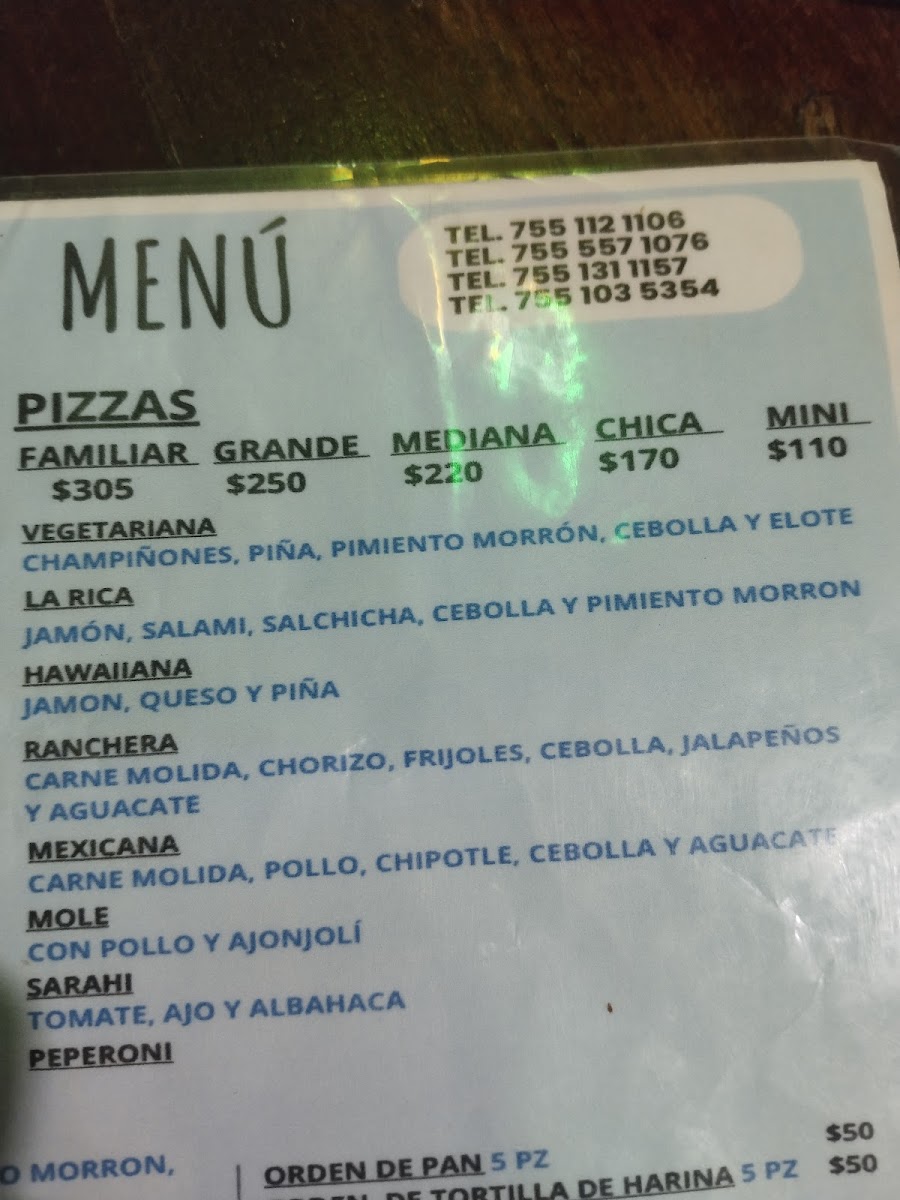 MENÚ
TEL. 755 112 1106
TEL. 755 557 1076
TEL. 755 131 1157
TEL. 755 103 5354
PIZZAS
FAMILIAR GRANDE MEDIANA CHICA MINI
$305 $250 $220 $170 $110
VEGETARIANA
CHAMPIÑONES, PIÑA, PIMIENTO MORRÓN, CEBOLLA Y ELOTE
LA RICA
JAMÓN, SALAMI, SALCHICHA, CEBOLLA Y PIMIENTO MORRON
HAWAIIANA
JAMON, QUESO Y PIÑA
RANCHERA
CARNE MOLIDA, CHORIZO, FRIJOLES, CEBOLLA, JALAPEÑOS
Y AGUACATE
MEXICANA
CARNE MOLIDA, POLLO, CHIPOTLE, CEBOLLA Y AGUACATE
MOLE
CON POLLO Y AJONJOLÍ
SARAHI
TOMATE, AJO Y ALBAHACA
PEPERONI
O MORRON,
ORDEN DE PAN 5 PZ $50
DE TORTILLA DE HARINA 5 PZ $50